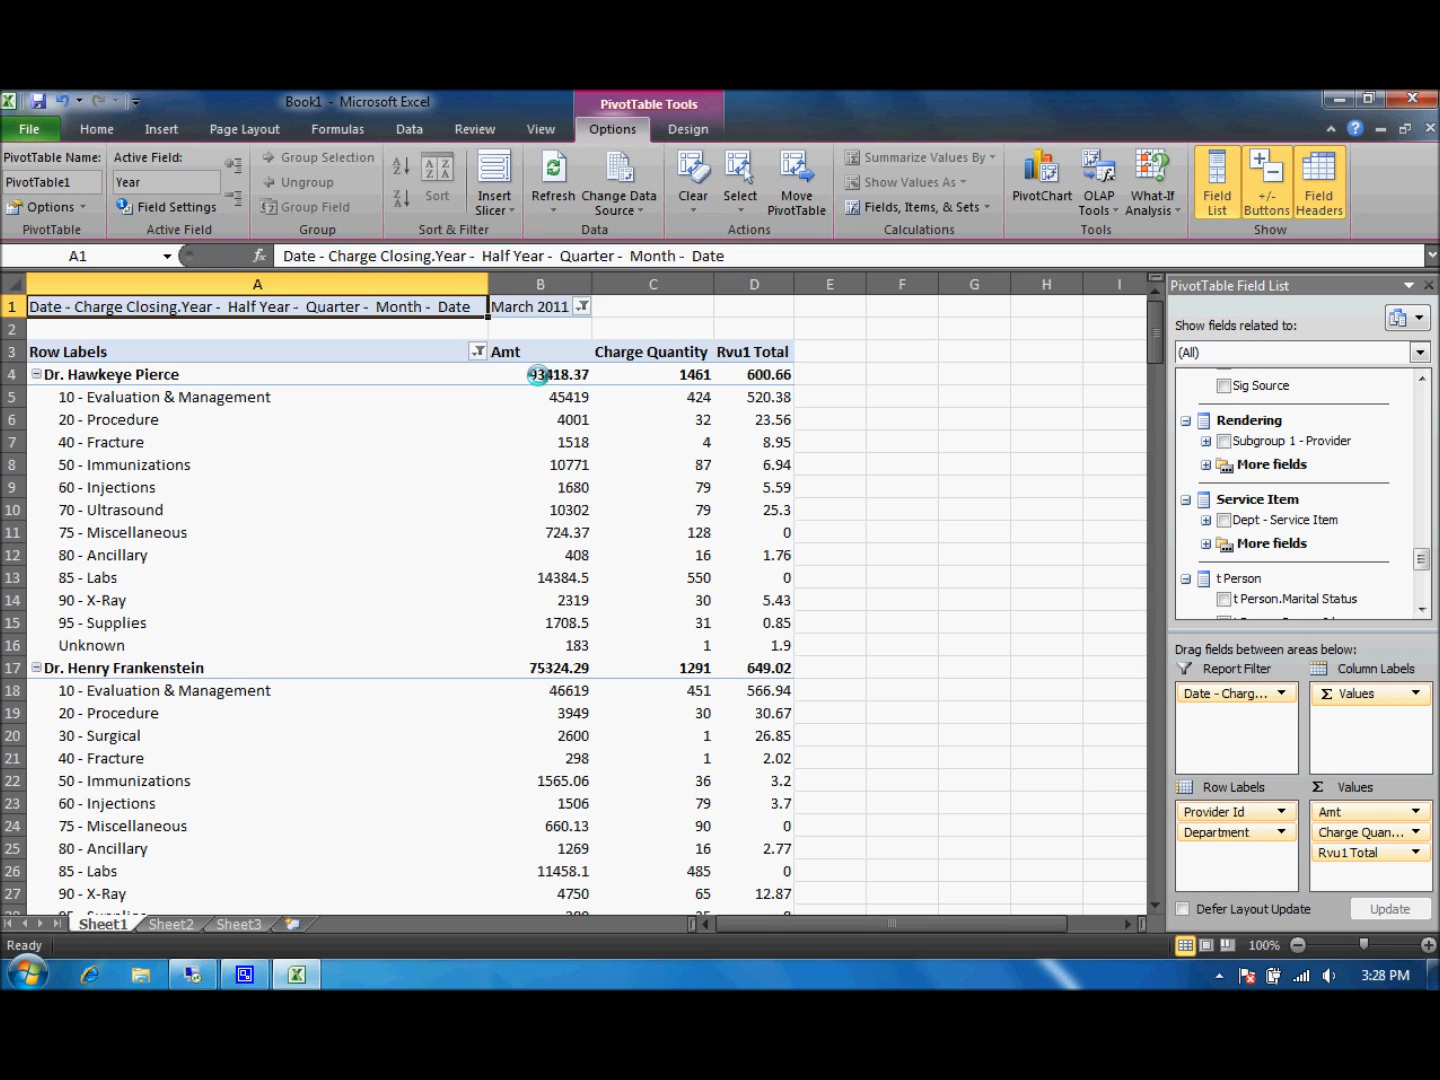 Book1 - Microsoft Excel
PivotTable Tools
File Home Insert Page Layout Formulas Data Review View Options Design
PivotTable Name: Active Field: Group Selection Summarize Values By
PivotTable1 Year Ungroup Sort Insert Slicer Refresh Change Data Source Clear Select Move PivotTable Show Values As PivotChart OLAP Tools What-If Analysis Field List +/- Buttons Field Headers
Options Field Settings Group Field Fields, Items, & Sets
PivotTable Active Field Group Sort & Filter Data Actions Calculations Tools Show
A1 fx Date - Charge Closing.Year - Half Year - Quarter - Month - Date
A B C D E F G H I
1 Date - Charge Closing.Year - Half Year - Quarter - Month - Date March 2011
2
3 Row Labels Amt Charge Quantity Rvu1 Total
4 Dr. Hawkeye Pierce 93418.37 1461 600.66
5 10 - Evaluation & Management 45419 424 520.38
6 20 - Procedure 4001 32 23.56
7 40 - Fracture 1518 4 8.95
8 50 - Immunizations 10771 87 6.94
9 60 - Injections 1680 79 5.59
10 70 - Ultrasound 10302 79 25.3
11 75 - Miscellaneous 724.37 128 0
12 80 - Ancillary 408 16 1.76
13 85 - Labs 14384.5 550 0
14 90 - X-Ray 2319 30 5.43
15 95 - Supplies 1708.5 31 0.85
16 Unknown 183 1 1.9
17 Dr. Henry Frankenstein 75324.29 1291 649.02
18 10 - Evaluation & Management 46619 451 566.94
19 20 - Procedure 3949 30 30.67
20 30 - Surgical 2600 1 26.85
21 40 - Fracture 298 1 2.02
22 50 - Immunizations 1565.06 36 3.2
23 60 - Injections 1506 79 3.7
24 75 - Miscellaneous 660.13 90 0
25 80 - Ancillary 1269 16 2.77
26 85 - Labs 11458.1 485 0
27 90 - X-Ray 4750 65 12.87
Sheet1 Sheet2 Sheet3
Ready 100%
3:28 PM
PivotTable Field List
Show fields related to:
(All)
Sig Source
Rendering
Subgroup 1 - Provider
More fields
Service Item
Dept - Service Item
More fields
t Person
t Person.Marital Status
Drag fields between areas below:
Report Filter Column Labels
Date - Charg... Σ Values
Row Labels Σ Values
Provider Id Amt
Department Charge Quan...
Rvu1 Total
Defer Layout Update Update